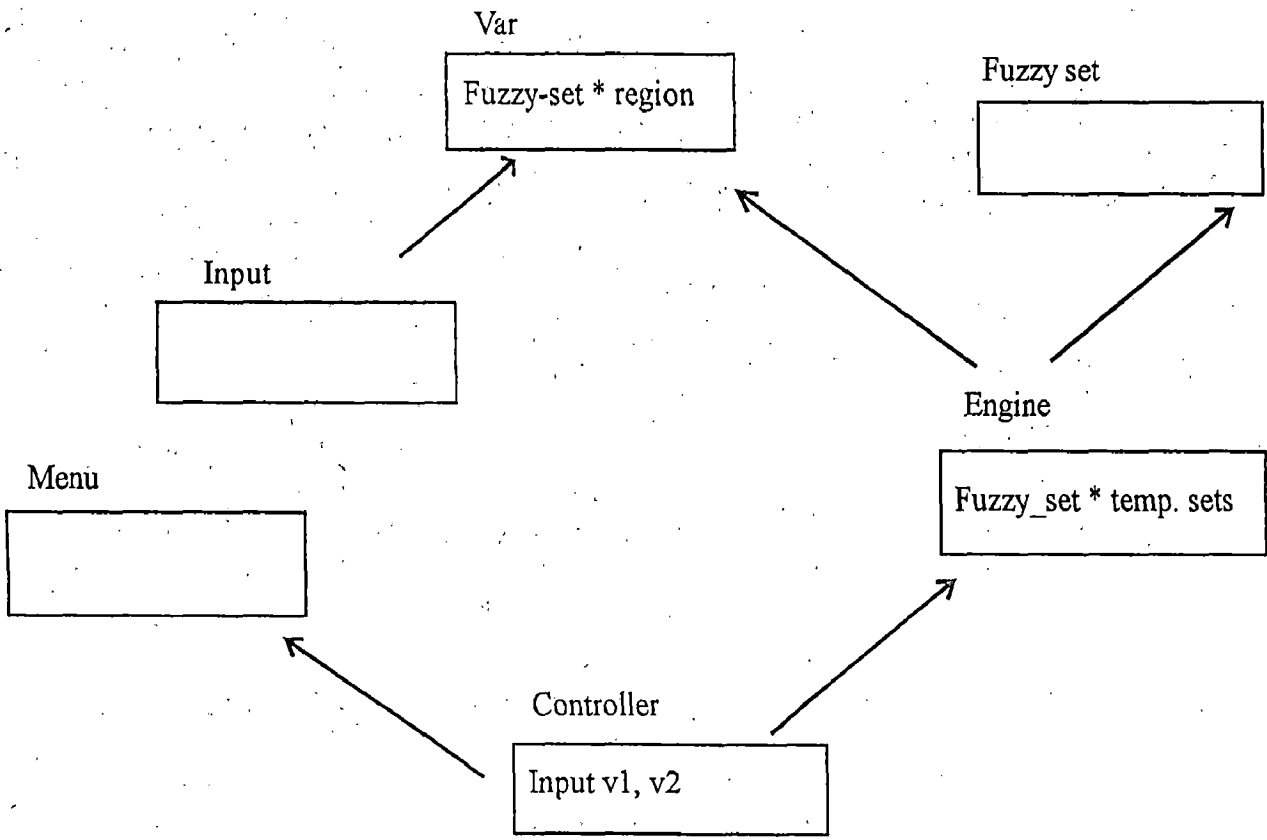 Var
Fuzzy-set * region
Fuzzy set
Input
Engine
Fuzzy_set * temp. sets
Menu
Controller
Input v1, v2